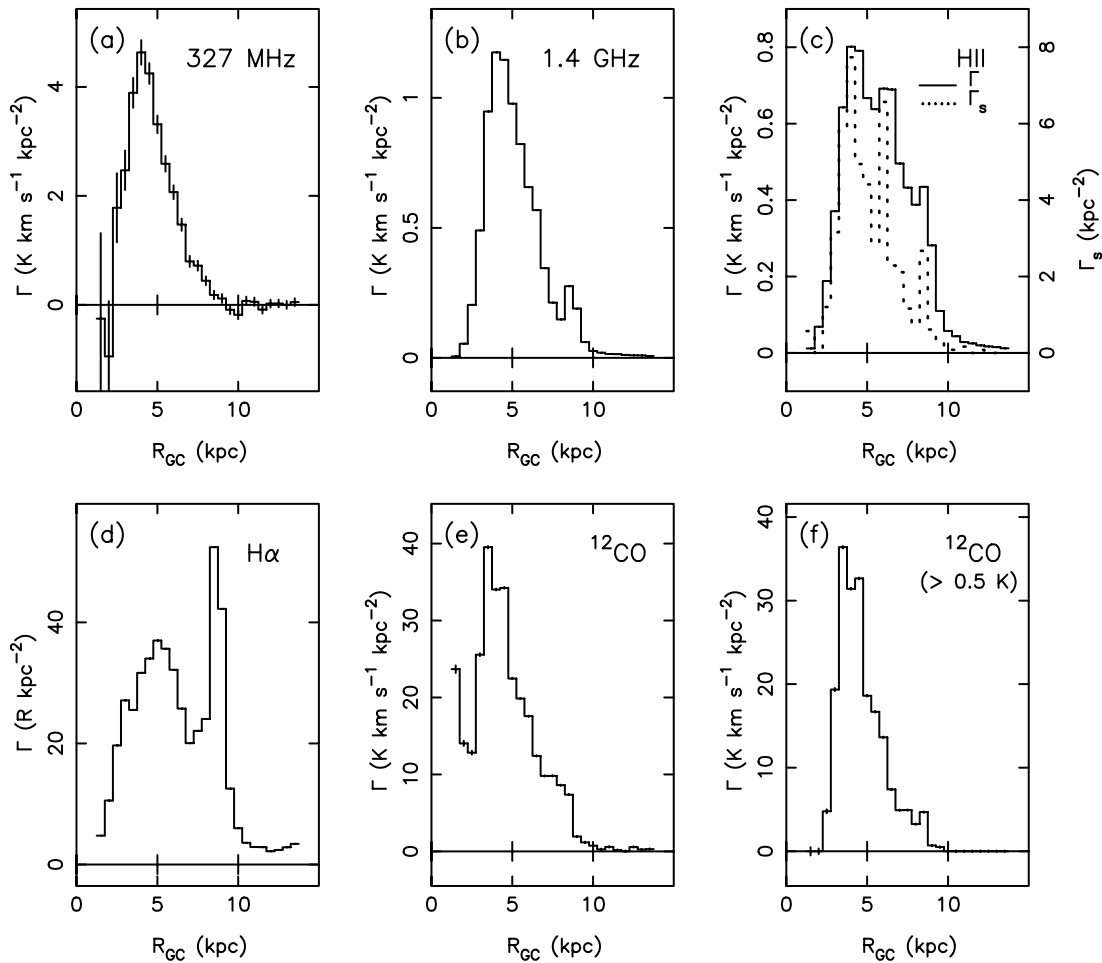 (a)
327 MHz
4
2
0
Γ (K km s⁻¹ kpc⁻²)
0 5 10
R_GC (kpc)
(b)
1.4 GHz
1
0.5
0
Γ (K km s⁻¹ kpc⁻²)
0 5 10
R_GC (kpc)
(c)
HII
Γ
Γ_s
0.8
0.6
0.4
0.2
0
Γ (K km s⁻¹ kpc⁻²)
8
6
4
2
0
Γ_s (kpc⁻²)
0 5 10
R_GC (kpc)
(d)
Hα
40
20
0
Γ (R kpc⁻²)
0 5 10
R_GC (kpc)
(e)
¹²CO
40
30
20
10
0
Γ (K km s⁻¹ kpc⁻²)
0 5 10
R_GC (kpc)
(f)
¹²CO
(> 0.5 K)
40
30
20
10
0
Γ (K km s⁻¹ kpc⁻²)
0 5 10
R_GC (kpc)